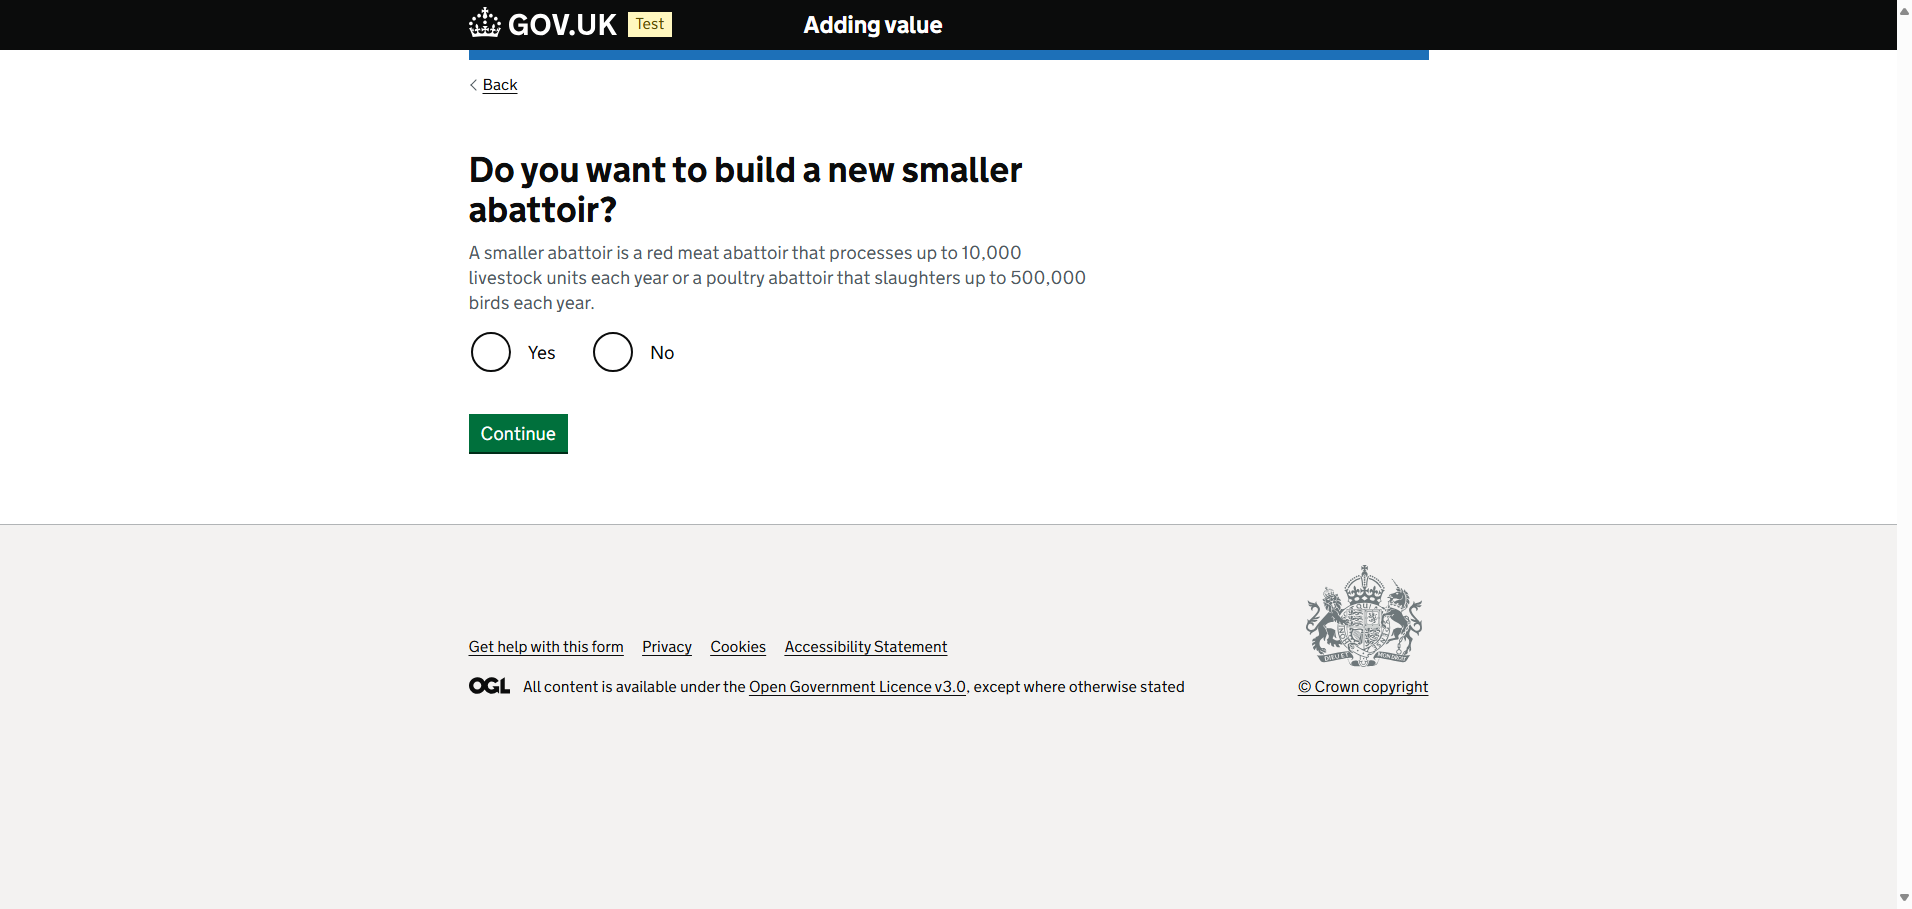 GOV.UK Test Adding value
Back
Do you want to build a new smaller
abattoir?
A smaller abattoir is a red meat abattoir that processes up to 10,000
livestock units each year or a poultry abattoir that slaughters up to 500,000
birds each year.
Yes No
Continue
Get help with this form Privacy Cookies Accessibility Statement
OGL All content is available under the Open Government Licence v3.0, except where otherwise stated
© Crown copyright